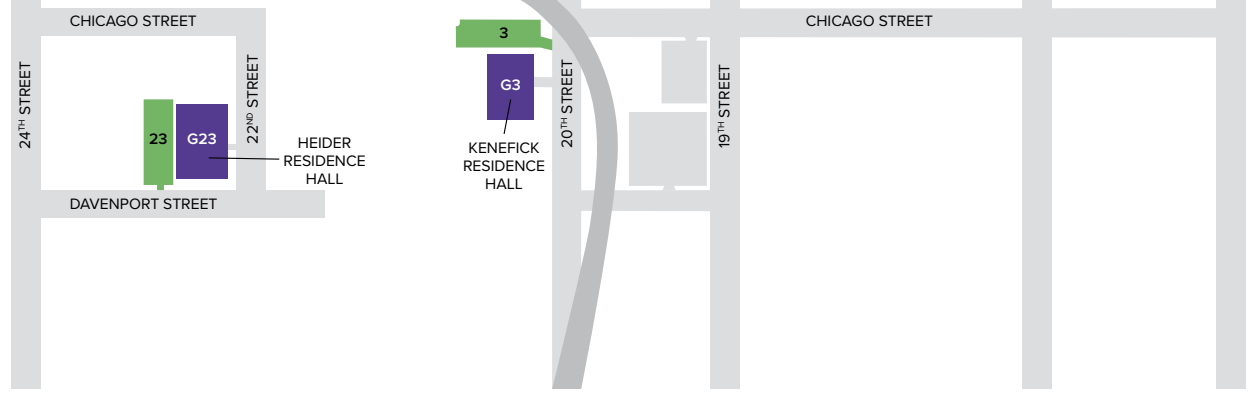 CHICAGO STREET
CHICAGO STREET
3
24TH STREET
22ND STREET
G3
20TH STREET
19TH STREET
23
G23
HEIDER
RESIDENCE
HALL
KENEFICK
RESIDENCE
HALL
DAVENPORT STREET